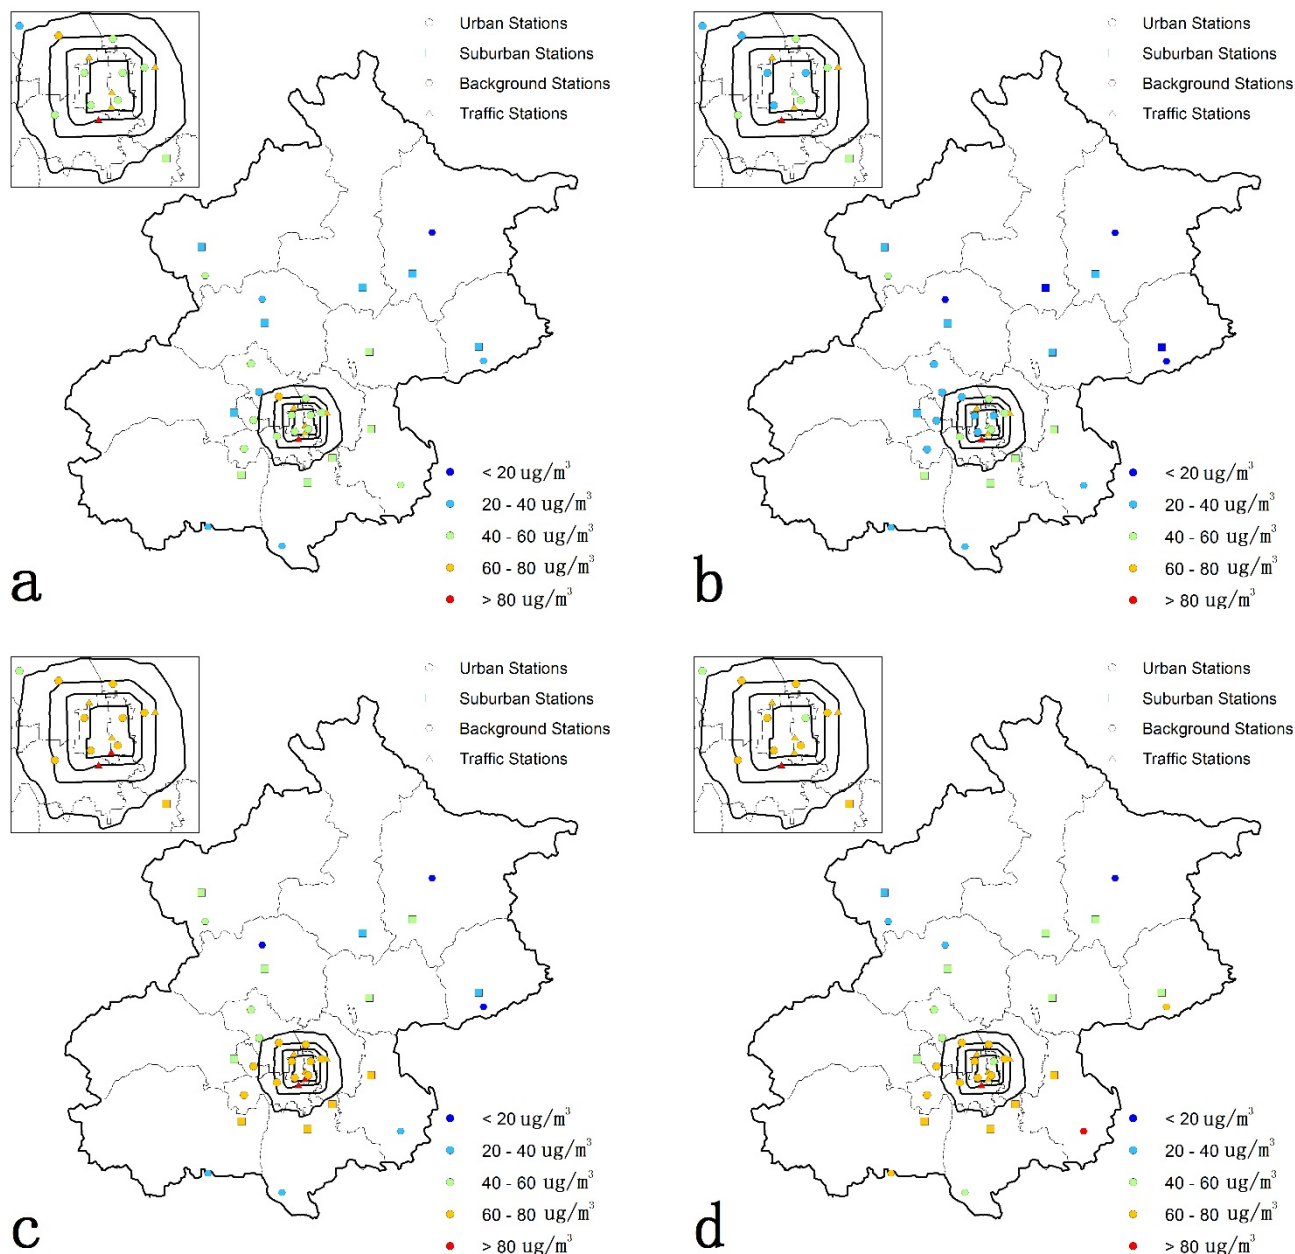 Urban Stations
Suburban Stations
Background Stations
Traffic Stations
< 20 ug/m³
20 - 40 ug/m³
40 - 60 ug/m³
60 - 80 ug/m³
> 80 ug/m³
a
Urban Stations
Suburban Stations
Background Stations
Traffic Stations
< 20 ug/m³
20 - 40 ug/m³
40 - 60 ug/m³
60 - 80 ug/m³
> 80 ug/m³
b
Urban Stations
Suburban Stations
Background Stations
Traffic Stations
< 20 ug/m³
20 - 40 ug/m³
40 - 60 ug/m³
60 - 80 ug/m³
> 80 ug/m³
c
Urban Stations
Suburban Stations
Background Stations
Traffic Stations
< 20 ug/m³
20 - 40 ug/m³
40 - 60 ug/m³
60 - 80 ug/m³
> 80 ug/m³
d